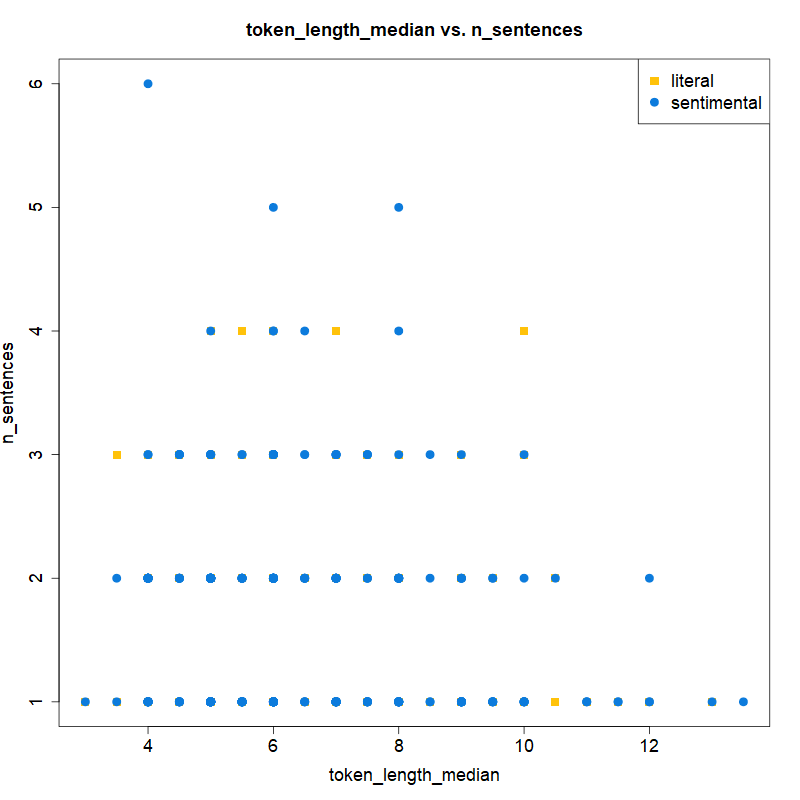 token_length_median vs. n_sentences
literal
sentimental
6
5
4
3
2
1
n_sentences
4 6 8 10 12
token_length_median